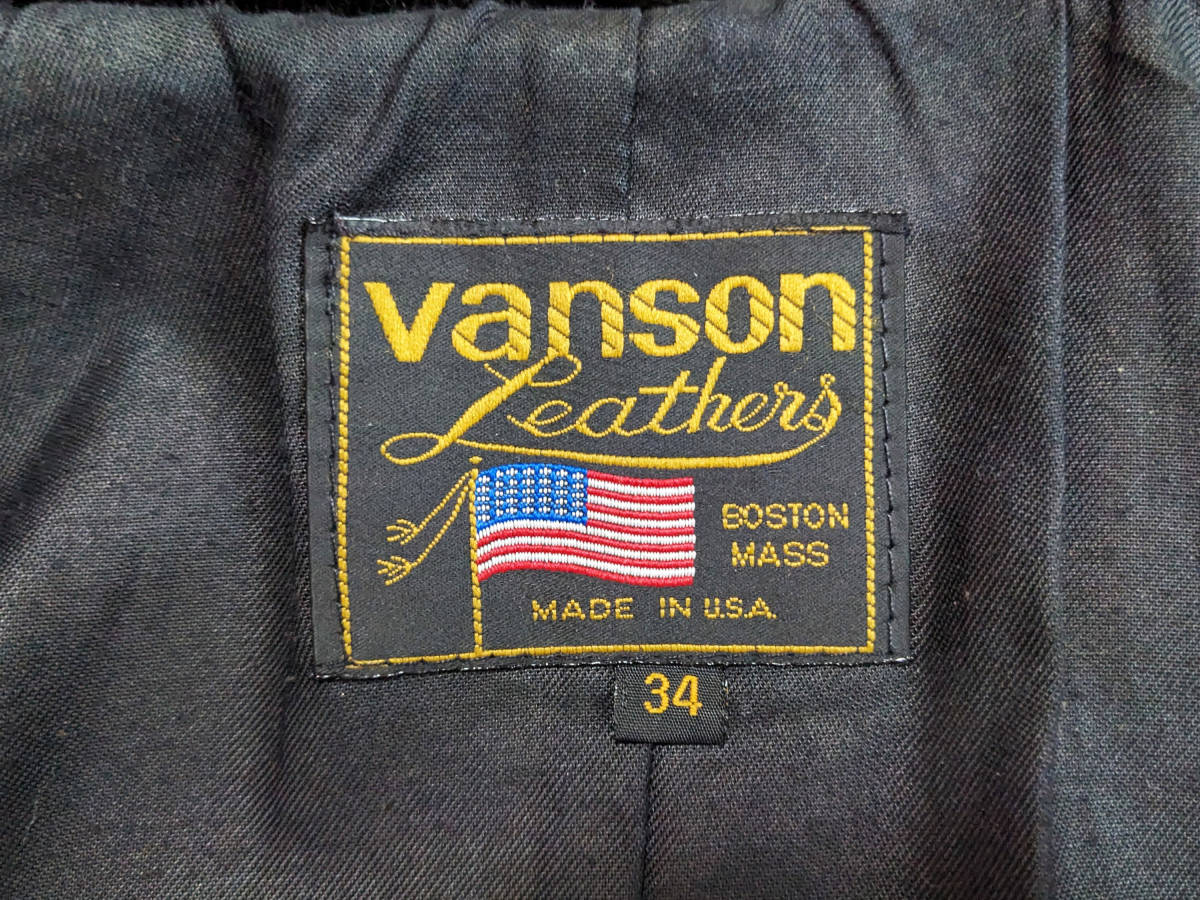 vanson
Leathers
BOSTON
MASS
MADE IN U.S.A.
34